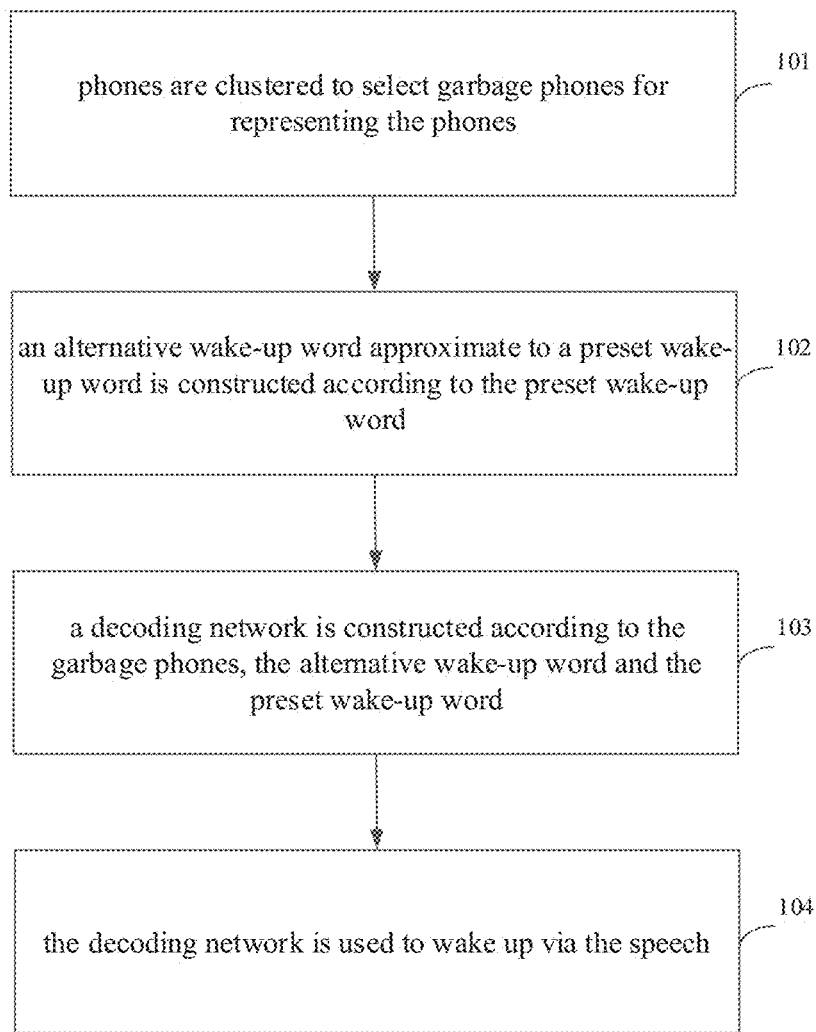 phones are clustered to select garbage phones for
representing the phones
101
an alternative wake-up word approximate to a preset wake-
up word is constructed according to the preset wake-up
word
102
a decoding network is constructed according to the
garbage phones, the alternative wake-up word and the
preset wake-up word
103
the decoding network is used to wake up via the speech
104